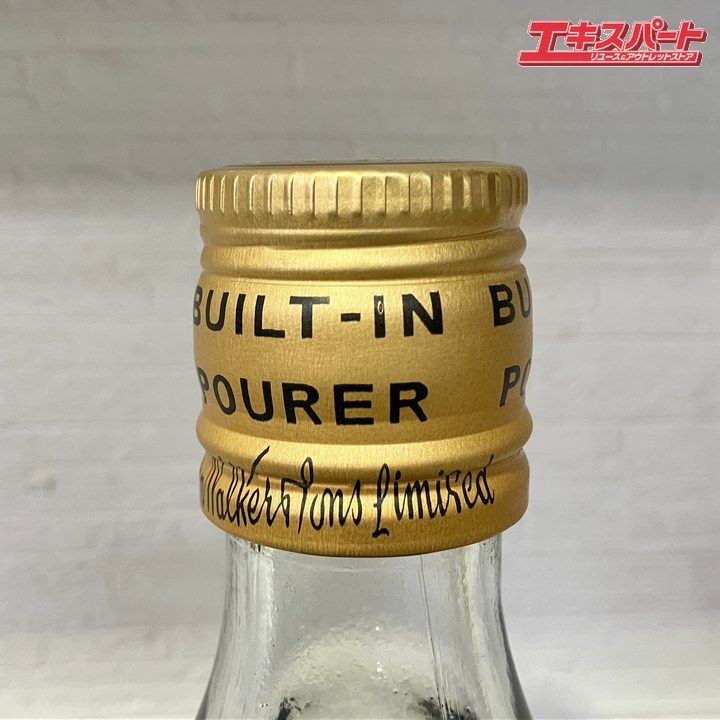 エキスパート
リユース&アウトレットストア
BUILT-IN BU
POURER PO
Walker & Sons Limited